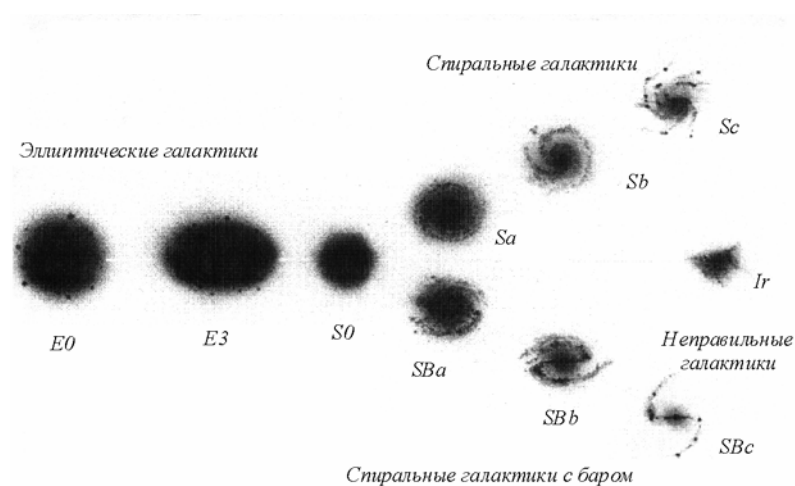 Спиральные галактики
Sc
Эллиптические галактики
Sb
Sa
Ir
E0
E3
S0
SBa
Неправильные
галактики
SBb
SBc
Спиральные галактики с баром